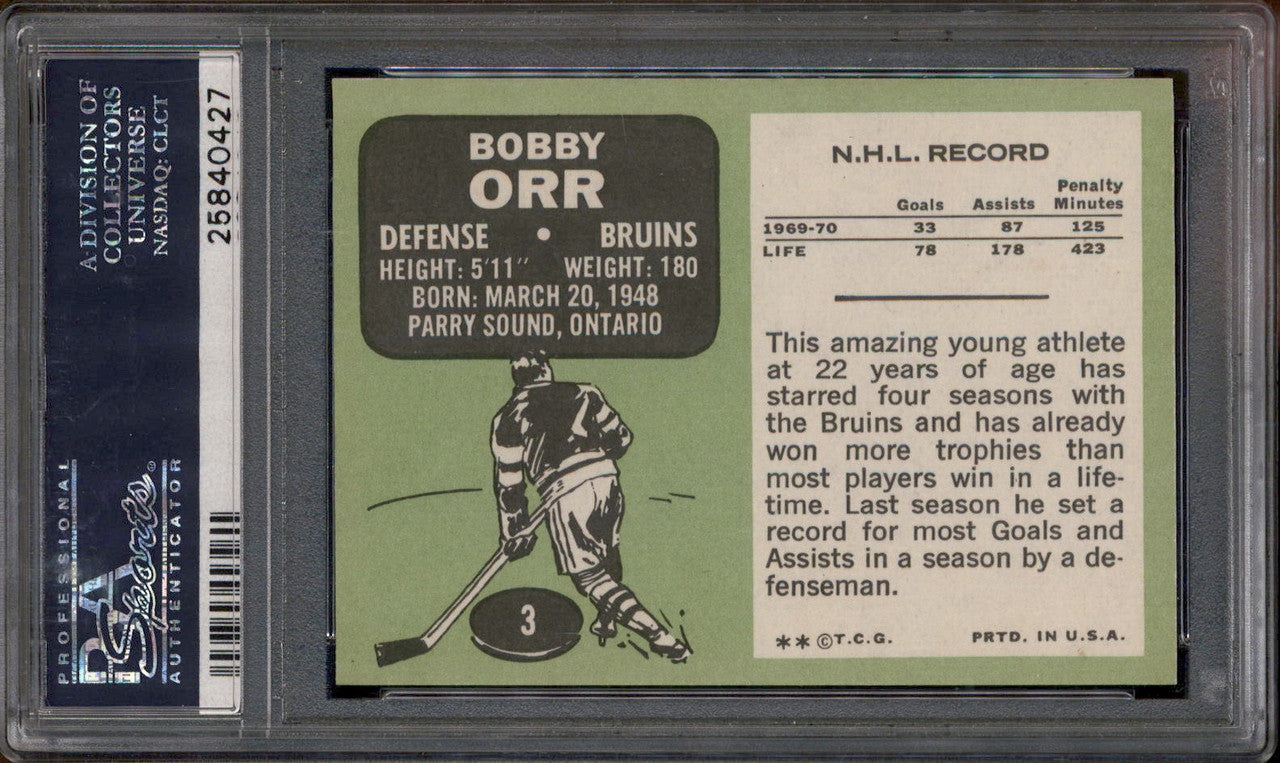 A DIVISION OF
COLLECTORS
UNIVERSE
NASDAQ: CLCT
25840427
PROFESSIONAL
PSA
Sports®
AUTHENTICATOR
BOBBY
ORR
DEFENSE • BRUINS
HEIGHT: 5'11" WEIGHT: 180
BORN: MARCH 20, 1948
PARRY SOUND, ONTARIO
3
N.H.L. RECORD
Goals Assists Penalty Minutes
1969-70 33 87 125
LIFE 78 178 423
This amazing young athlete
at 22 years of age has
starred four seasons with
the Bruins and has already
won more trophies than
most players win in a life-
time. Last season he set a
record for most Goals and
Assists in a season by a de-
fenseman.
**©T.C.G. PRTD. IN U.S.A.